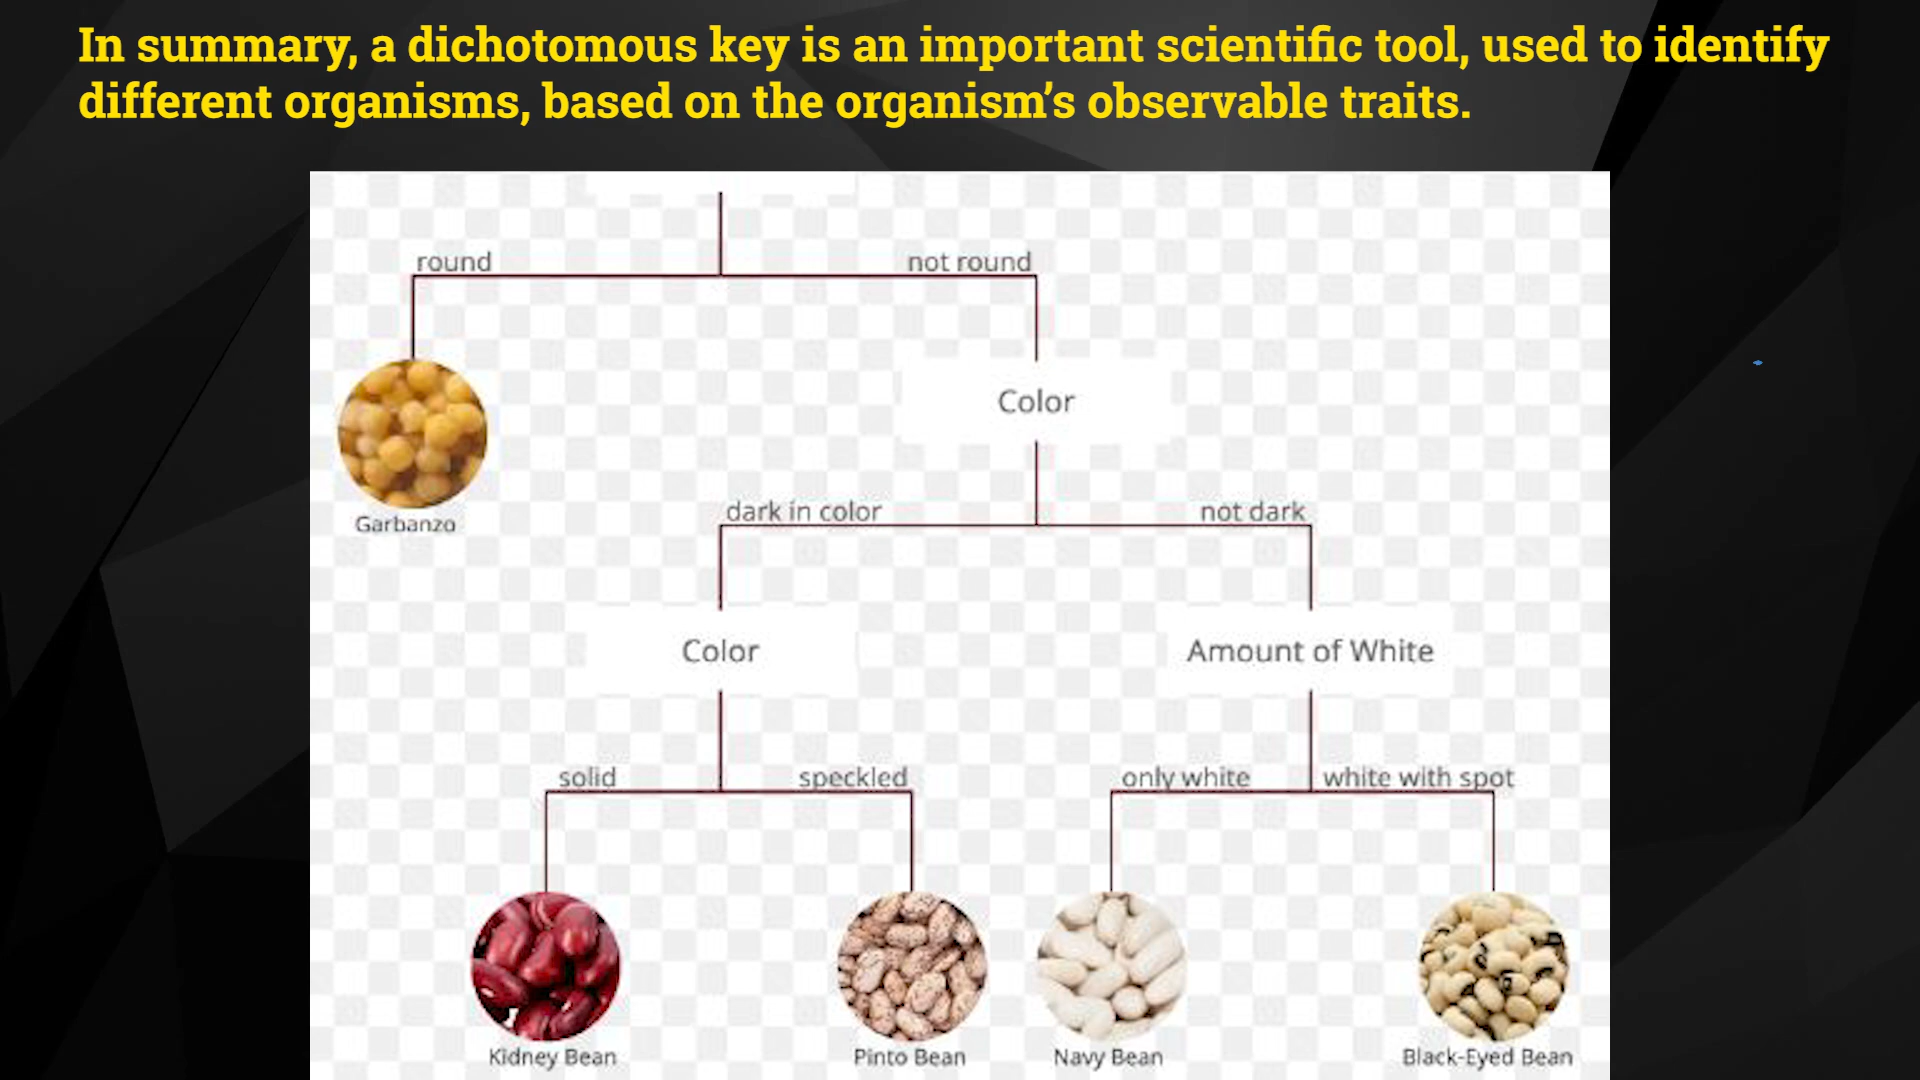 In summary, a dichotomous key is an important scientific tool, used to identify
different organisms, based on the organism's observable traits.
round
not round
Color
Garbanzo
dark in color
not dark
Color
Amount of White
solid
speckled
only white
white with spot
Kidney Bean
Pinto Bean
Navy Bean
Black-Eyed Bean